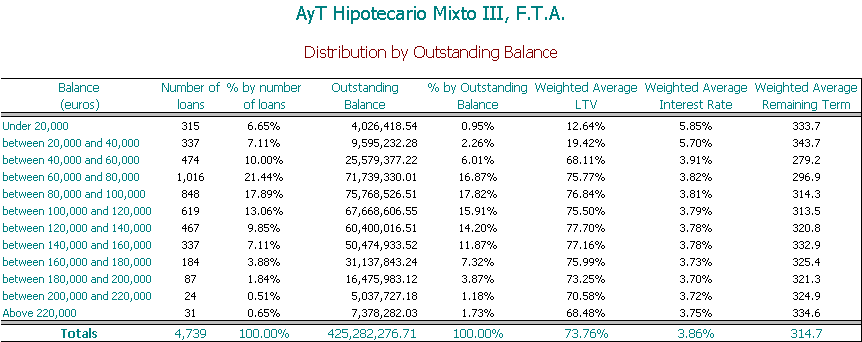 AyT Hipotecario Mixto III, F.T.A.
Distribution by Outstanding Balance
Balance (euros) Number of loans % by number of loans Outstanding Balance % by Outstanding Balance Weighted Average LTV Weighted Average Interest Rate Weighted Average Remaining Term
Under 20,000 315 6.65% 4,026,418.54 0.95% 12.64% 5.85% 333.7
between 20,000 and 40,000 337 7.11% 9,595,232.28 2.26% 19.42% 5.70% 343.7
between 40,000 and 60,000 474 10.00% 25,579,377.22 6.01% 68.11% 3.91% 279.2
between 60,000 and 80,000 1,016 21.44% 71,739,330.01 16.87% 75.77% 3.82% 296.9
between 80,000 and 100,000 848 17.89% 75,768,526.51 17.82% 76.84% 3.81% 314.3
between 100,000 and 120,000 619 13.06% 67,668,606.55 15.91% 75.50% 3.79% 313.5
between 120,000 and 140,000 467 9.85% 60,400,016.51 14.20% 77.70% 3.78% 320.8
between 140,000 and 160,000 337 7.11% 50,474,933.52 11.87% 77.16% 3.78% 332.9
between 160,000 and 180,000 184 3.88% 31,137,843.24 7.32% 75.99% 3.73% 325.4
between 180,000 and 200,000 87 1.84% 16,475,983.12 3.87% 73.25% 3.70% 321.3
between 200,000 and 220,000 24 0.51% 5,037,727.18 1.18% 70.58% 3.72% 324.9
Above 220,000 31 0.65% 7,378,282.03 1.73% 68.48% 3.75% 334.6
Totals 4,739 100.00% 425,282,276.71 100.00% 73.76% 3.86% 314.7